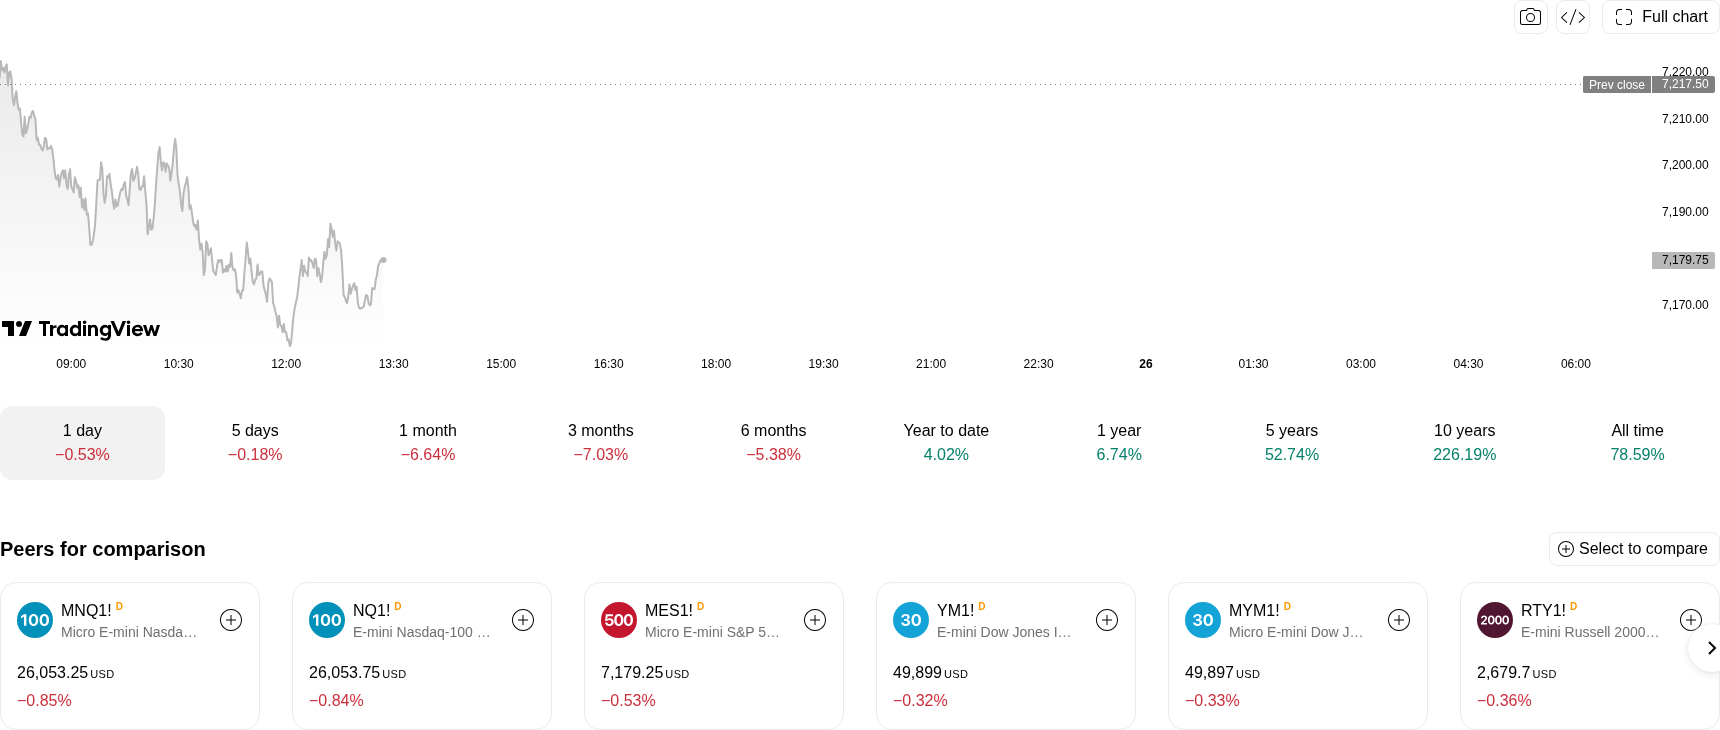 Full chart
7,220.00
Prev close 7,217.50
7,210.00
7,200.00
7,190.00
7,179.75
7,170.00
TradingView
09:00 10:30 12:00 13:30 15:00 16:30 18:00 19:30 21:00 22:30 26 01:30 03:00 04:30 06:00
1 day 5 days 1 month 3 months 6 months Year to date 1 year 5 years 10 years All time
−0.53% −0.18% −6.64% −7.03% −5.38% 4.02% 6.74% 52.74% 226.19% 78.59%
Peers for comparison
Select to compare
100 MNQ1! D
Micro E-mini Nasda…
26,053.25 USD
−0.85%
100 NQ1! D
E-mini Nasdaq-100 …
26,053.75 USD
−0.84%
500 MES1! D
Micro E-mini S&P 5…
7,179.25 USD
−0.53%
30 YM1! D
E-mini Dow Jones I…
49,899 USD
−0.32%
30 MYM1! D
Micro E-mini Dow J…
49,897 USD
−0.33%
2000 RTY1! D
E-mini Russell 2000…
2,679.7 USD
−0.36%